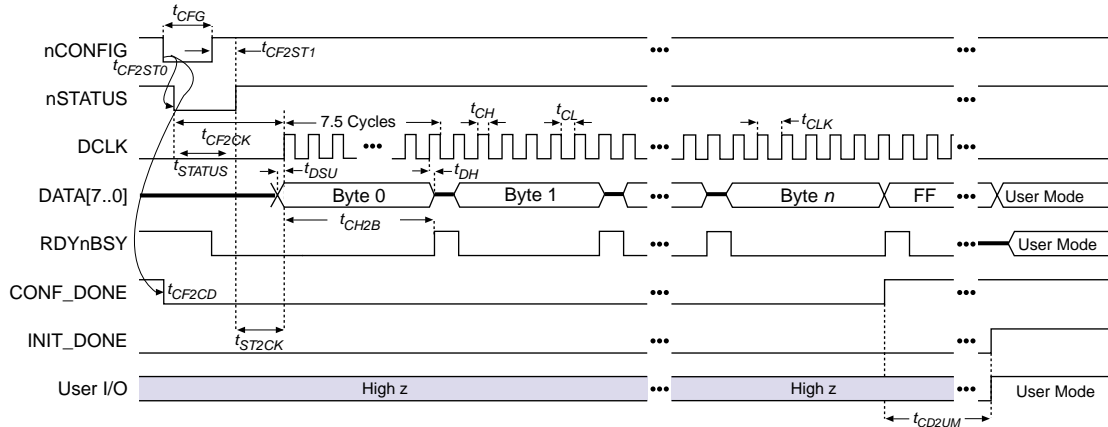 tCFG
nCONFIG
tCF2ST1
tCF2ST0
nSTATUS
7.5 Cycles
tCH
tCL
tCF2CK
DCLK
tCLK
tSTATUS
tDSU
tDH
DATA[7..0]
Byte 0
Byte 1
Byte n
FF
User Mode
tCH2B
RDYnBSY
User Mode
CONF_DONE
tCF2CD
tST2CK
INIT_DONE
User I/O
High z
High z
User Mode
tCD2UM